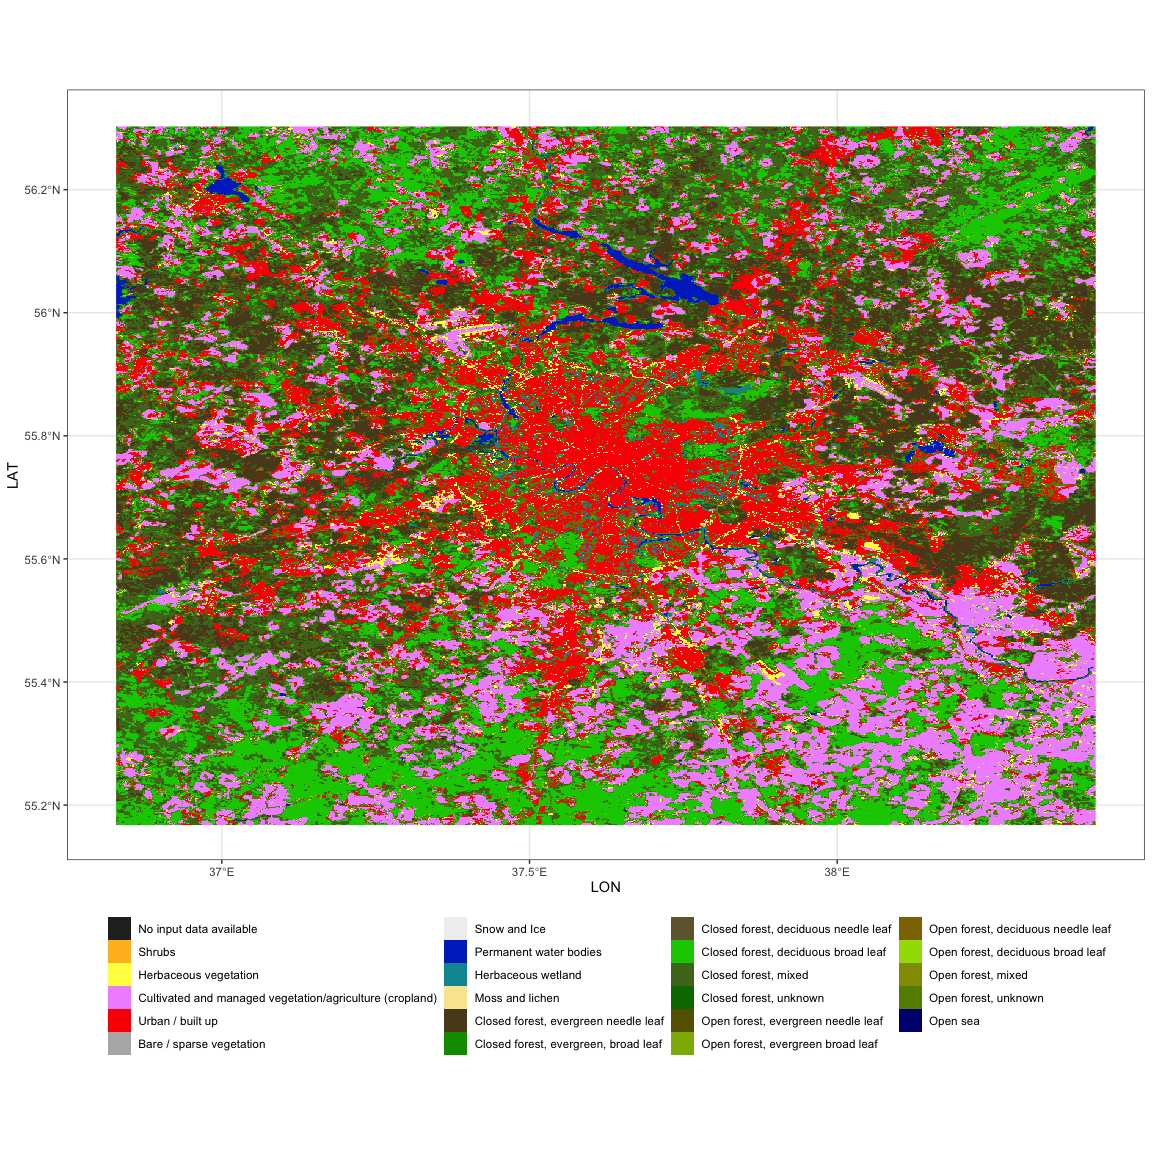 56.2°N
56°N
55.8°N
55.6°N
55.4°N
55.2°N
LAT
37°E
37.5°E
38°E
LON
No input data available
Shrubs
Herbaceous vegetation
Cultivated and managed vegetation/agriculture (cropland)
Urban / built up
Bare / sparse vegetation
Snow and Ice
Permanent water bodies
Herbaceous wetland
Moss and lichen
Closed forest, evergreen needle leaf
Closed forest, evergreen, broad leaf
Closed forest, deciduous needle leaf
Closed forest, deciduous broad leaf
Closed forest, mixed
Closed forest, unknown
Open forest, evergreen needle leaf
Open forest, evergreen broad leaf
Open forest, deciduous needle leaf
Open forest, deciduous broad leaf
Open forest, mixed
Open forest, unknown
Open sea